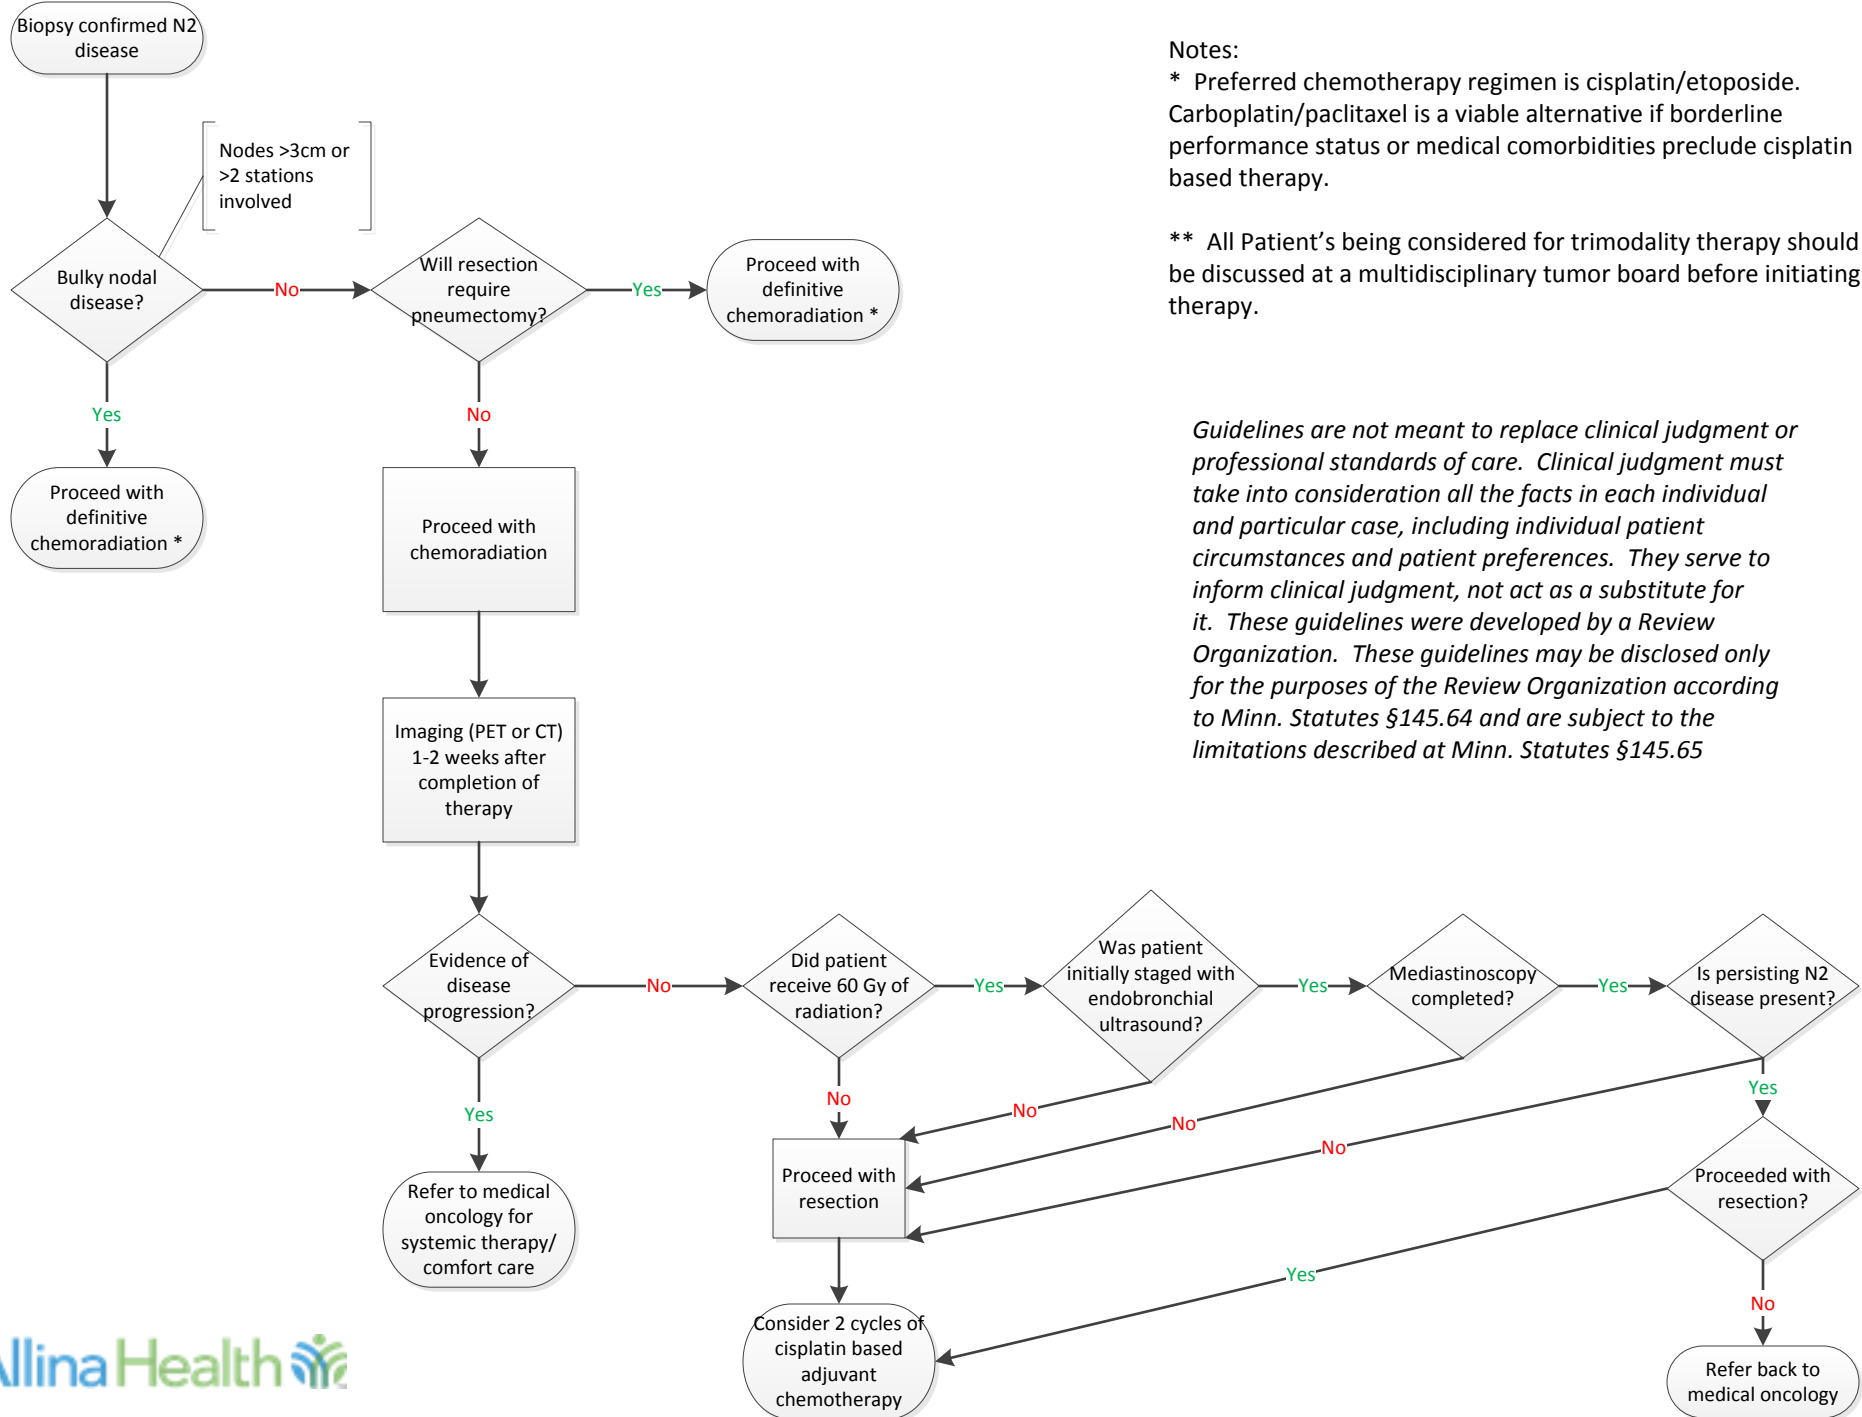 Biopsy confirmed N2
disease
Nodes >3cm or
>2 stations
involved
Bulky nodal
disease?
No
Will resection
require
pneumectomy?
Yes
Proceed with
definitive
chemoradiation *
Yes
Proceed with
definitive
chemoradiation *
No
Proceed with
chemoradiation
Imaging (PET or CT)
1-2 weeks after
completion of
therapy
Evidence of
disease
progression?
No
Did patient
receive 60 Gy of
radiation?
Yes
Was patient
initially staged with
endobronchial
ultrasound?
Yes
Mediastinoscopy
completed?
Yes
Is persisting N2
disease present?
Yes
Refer to medical
oncology for
systemic therapy/
comfort care
No
No
No
No
Yes
Proceed with
resection
Proceeded with
resection?
Yes
No
Consider 2 cycles of
cisplatin based
adjuvant
chemotherapy
Refer back to
medical oncology
Notes:
* Preferred chemotherapy regimen is cisplatin/etoposide.
Carboplatin/paclitaxel is a viable alternative if borderline
performance status or medical comorbidities preclude cisplatin
based therapy.
** All Patient’s being considered for trimodality therapy should
be discussed at a multidisciplinary tumor board before initiating
therapy.
Guidelines are not meant to replace clinical judgment or
professional standards of care. Clinical judgment must
take into consideration all the facts in each individual
and particular case, including individual patient
circumstances and patient preferences. They serve to
inform clinical judgment, not act as a substitute for
it. These guidelines were developed by a Review
Organization. These guidelines may be disclosed only
for the purposes of the Review Organization according
to Minn. Statutes §145.64 and are subject to the
limitations described at Minn. Statutes §145.65
Allina Health